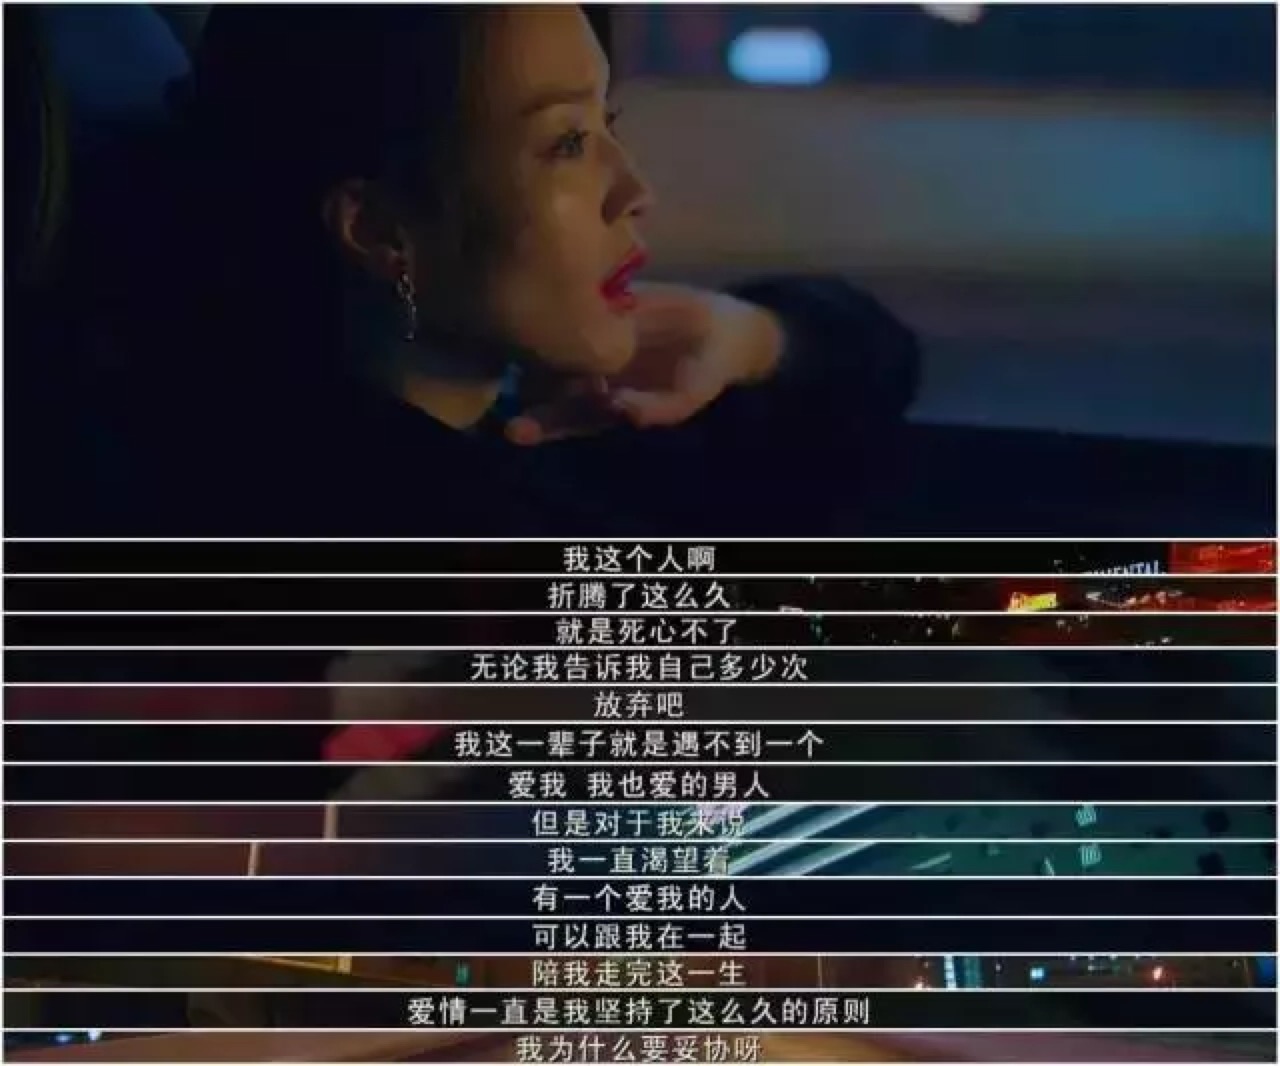 我这个人啊
折腾了这么久
就是死心不了
无论我告诉我自己多少次
放弃吧
我这一辈子就是遇不到一个
爱我 我也爱的男人
但是对于我来说
我一直渴望着
有一个爱我的人
可以跟我在一起
陪我走完这一生
爱情一直是我坚持了这么久的原则
我为什么要妥协呀